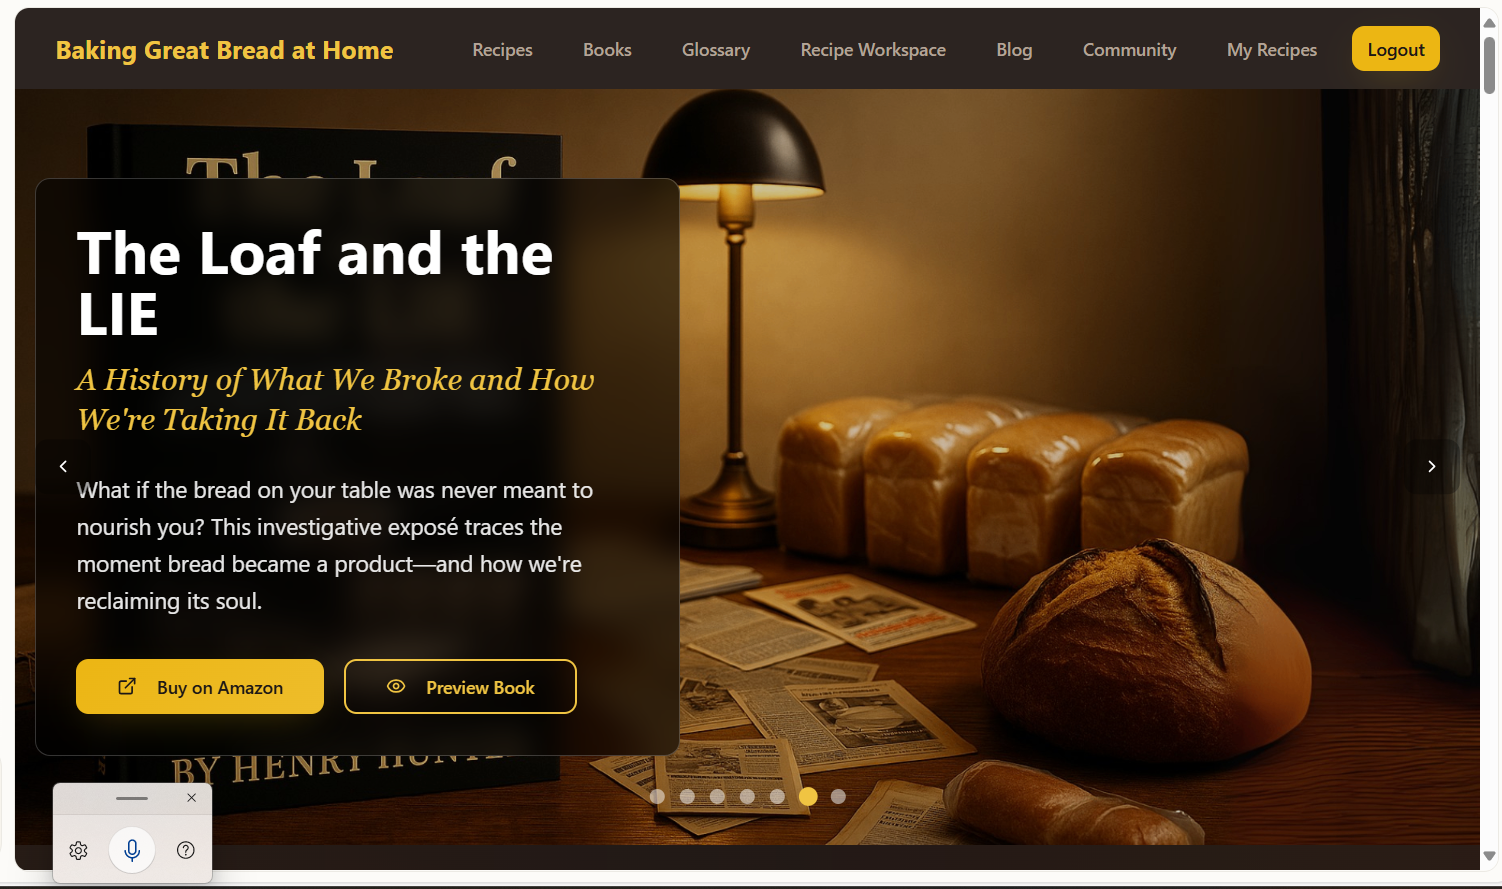 Baking Great Bread at Home
Recipes
Books
Glossary
Recipe Workspace
Blog
Community
My Recipes
Logout
The Loaf
The Loaf and the
LIE
A History of What We Broke and How
We're Taking It Back
What if the bread on your table was never meant to
nourish you? This investigative exposé traces the
moment bread became a product—and how we're
reclaiming its soul.
Buy on Amazon
Preview Book
BY HENRY